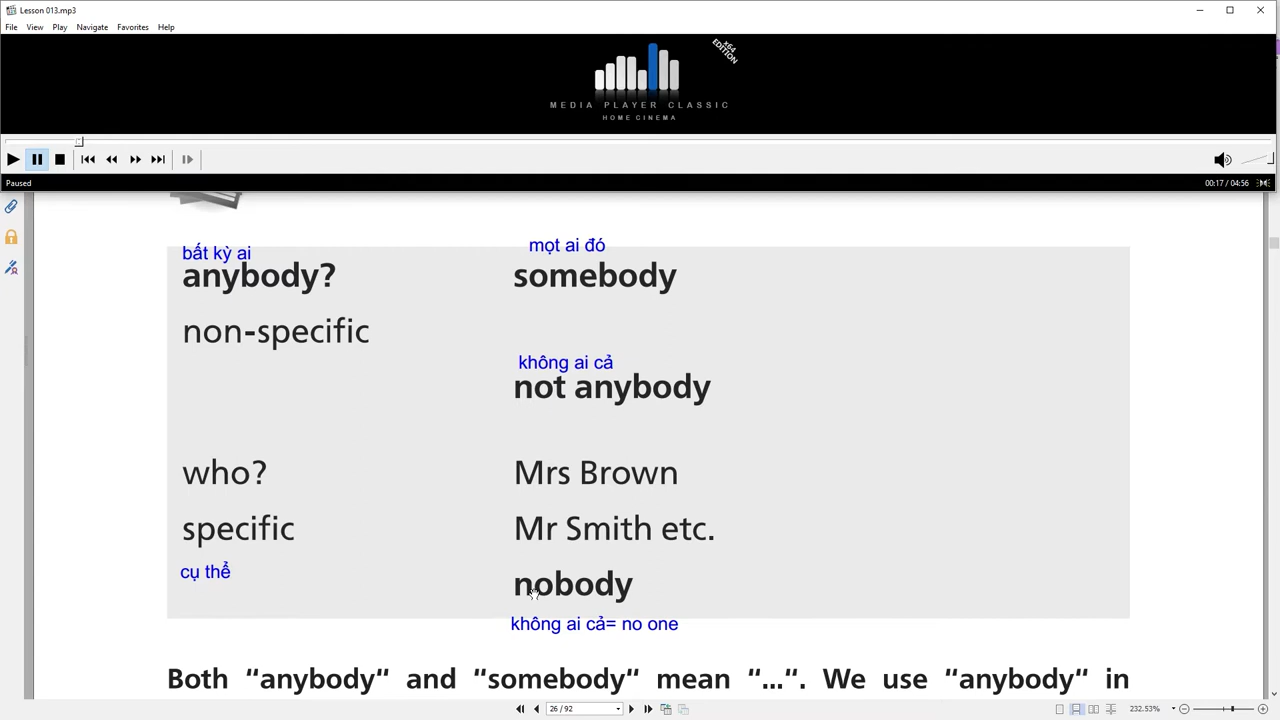 Lesson 013.mp3
File View Play Navigate Favorites Help
x64 EDITION
MEDIA PLAYER CLASSIC
HOME CINEMA
Paused
00:17 / 04:56
bất kỳ ai
mọt ai đó
anybody?
somebody
non-specific
không ai cả
not anybody
who?
Mrs Brown
specific
Mr Smith etc.
cụ thể
nobody
không ai cả= no one
Both “anybody“ and “somebody“ mean “...“. We use “anybody“ in
26 / 92
232.53%